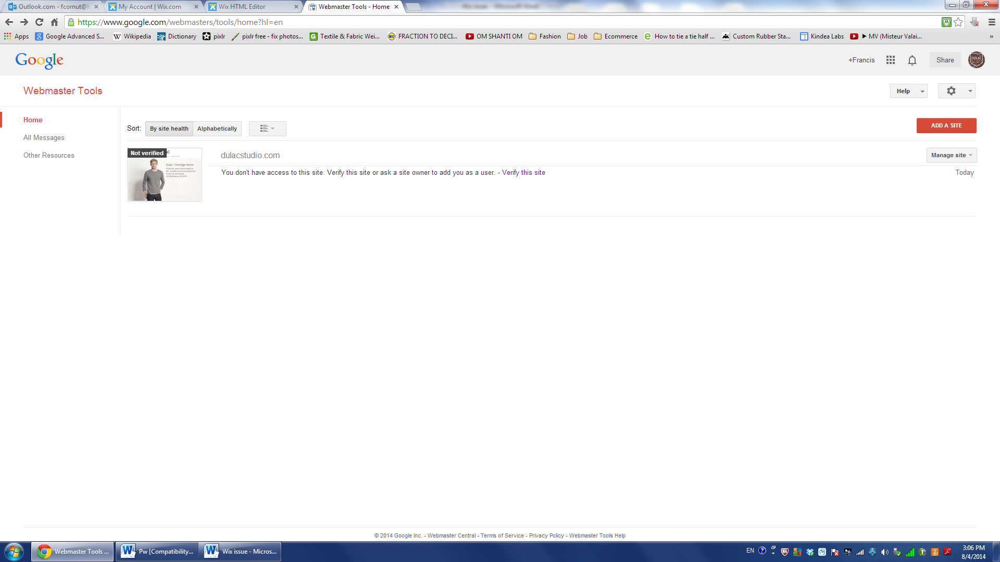 Outlook.com - fcornut@h
My Account | Wix.com
Wix HTML Editor
Webmaster Tools - Home
https://www.google.com/webmasters/tools/home?hl=en
Apps
Google Advanced S...
Wikipedia
Dictionary
pixlr
pixlr free - fix photos...
Textile & Fabric Wei...
FRACTION TO DECI...
OM SHANTI OM
Fashion
Job
Ecommerce
How to tie a tie half ...
Custom Rubber Sta...
Kindea Labs
► MV (Misteur Valai...
»
Google
+Francis
Share
Webmaster Tools
Help
Home
All Messages
Other Resources
Sort:
By site health
Alphabetically
ADD A SITE
Not verified
Dulac / Selvedge denim
dulacstudio.com
Manage site
You don't have access to this site. Verify this site or ask a site owner to add you as a user. - Verify this site
Today
© 2014 Google Inc. - Webmaster Central - Terms of Service - Privacy Policy - Webmaster Tools Help
Webmaster Tools ...
Pw [Compatibility...
Wix issue - Micros...
EN
3:06 PM
8/4/2014